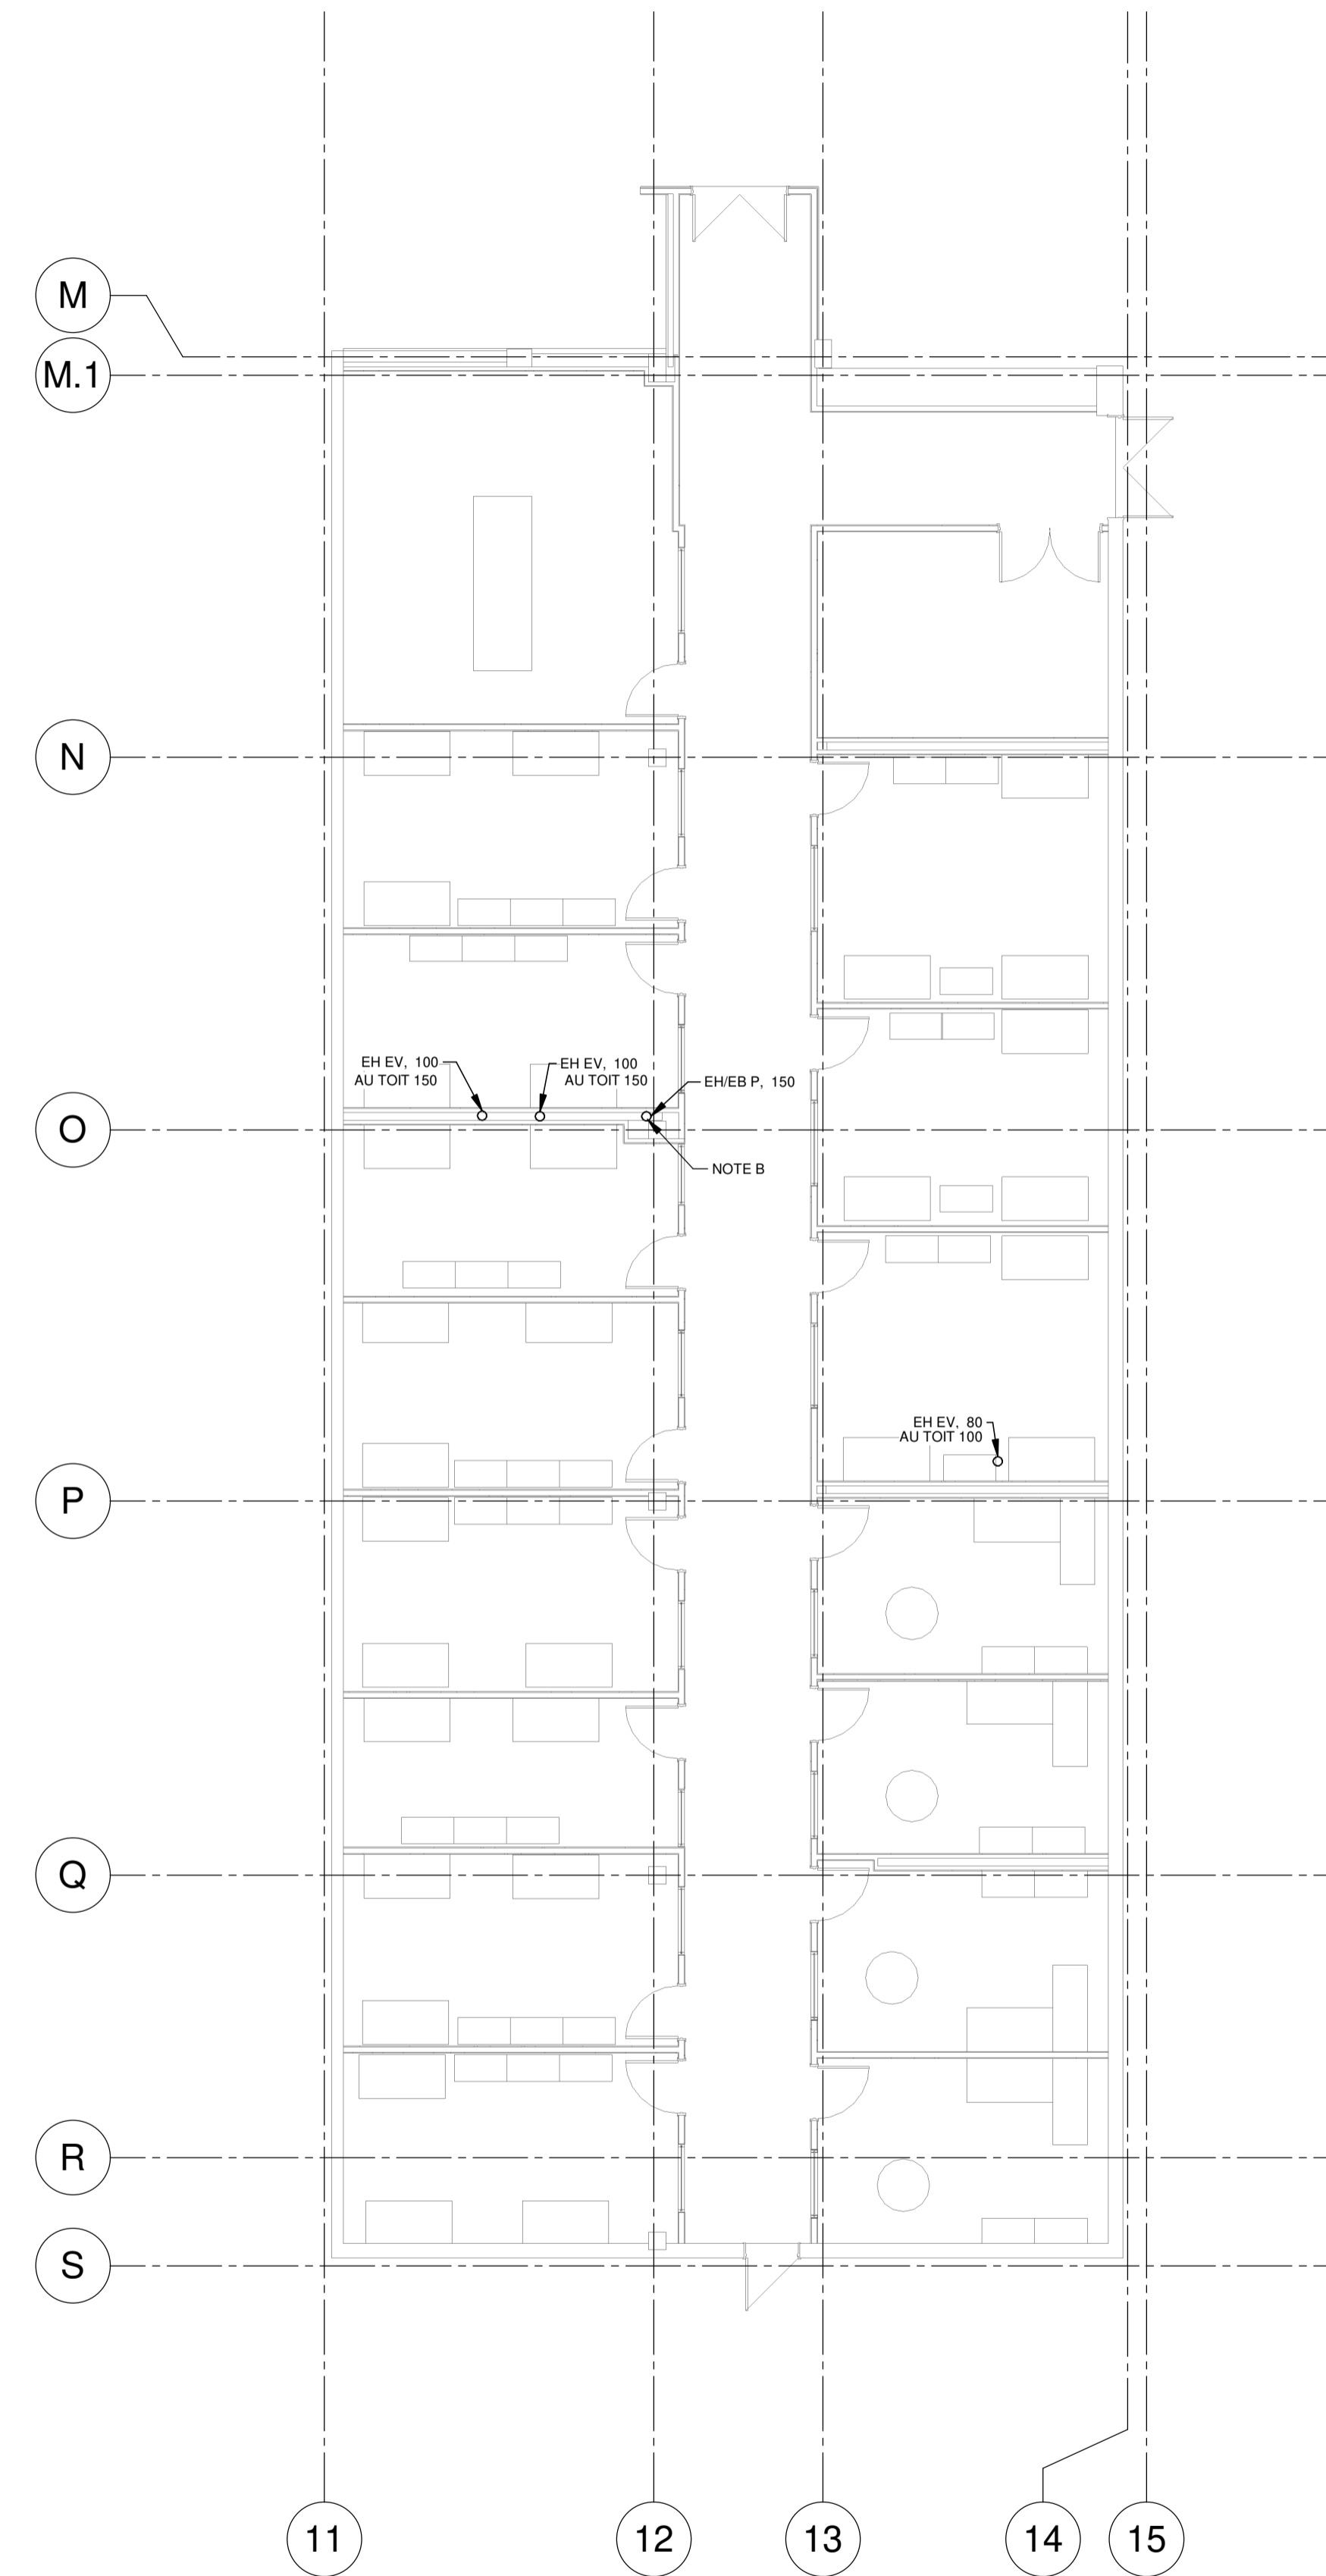 M
M.1
N
EH EV, 100
AU TOIT 150
EH EV, 100
AU TOIT 150
EH/EB P, 150
O
NOTE B
EH EV, 80
AU TOIT 100
P
Q
R
S
11
12
13
14
15